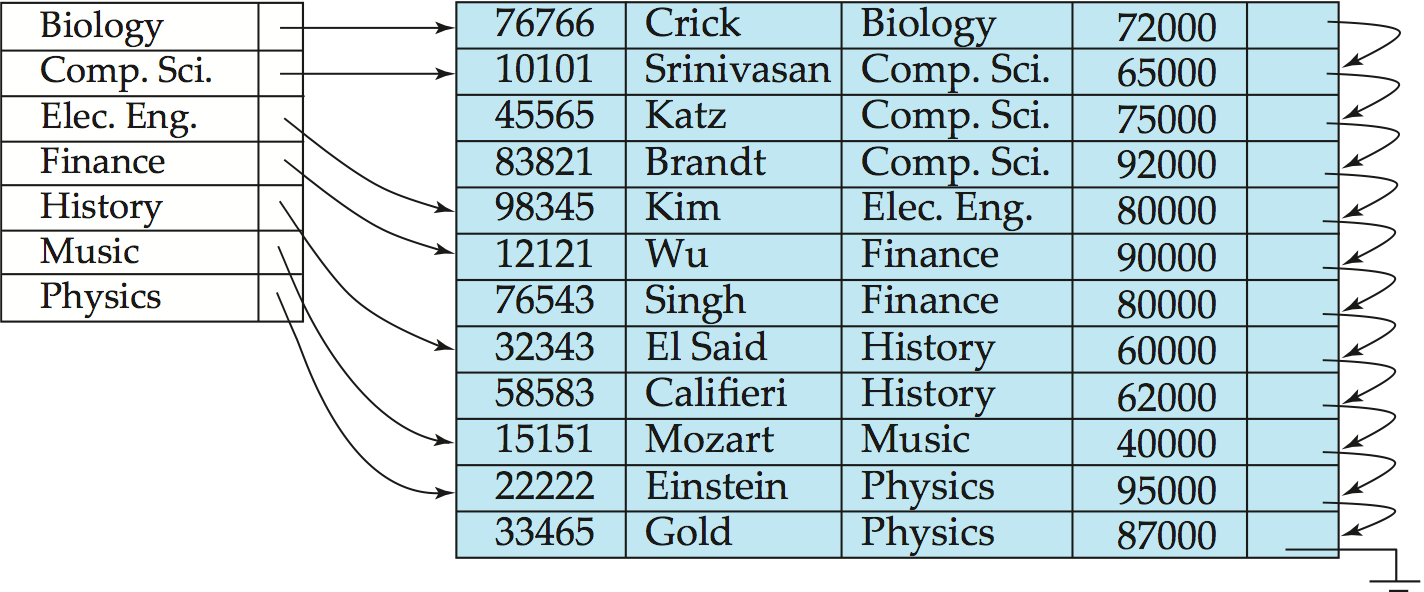 Biology
Comp. Sci.
Elec. Eng.
Finance
History
Music
Physics
76766 Crick Biology 72000
10101 Srinivasan Comp. Sci. 65000
45565 Katz Comp. Sci. 75000
83821 Brandt Comp. Sci. 92000
98345 Kim Elec. Eng. 80000
12121 Wu Finance 90000
76543 Singh Finance 80000
32343 El Said History 60000
58583 Califieri History 62000
15151 Mozart Music 40000
22222 Einstein Physics 95000
33465 Gold Physics 87000